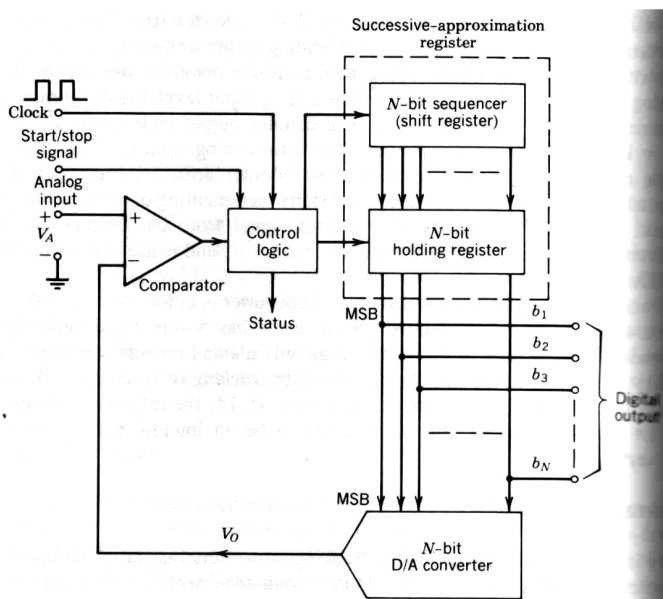 Successive-approximation
register
Clock
N-bit sequencer
(shift register)
Start/stop
signal
Analog
input
+
V_A
−
+
−
Comparator
Control
logic
Status
N-bit
holding register
MSB
b_1
b_2
b_3
b_N
Digital
output
MSB
V_O
N-bit
D/A converter